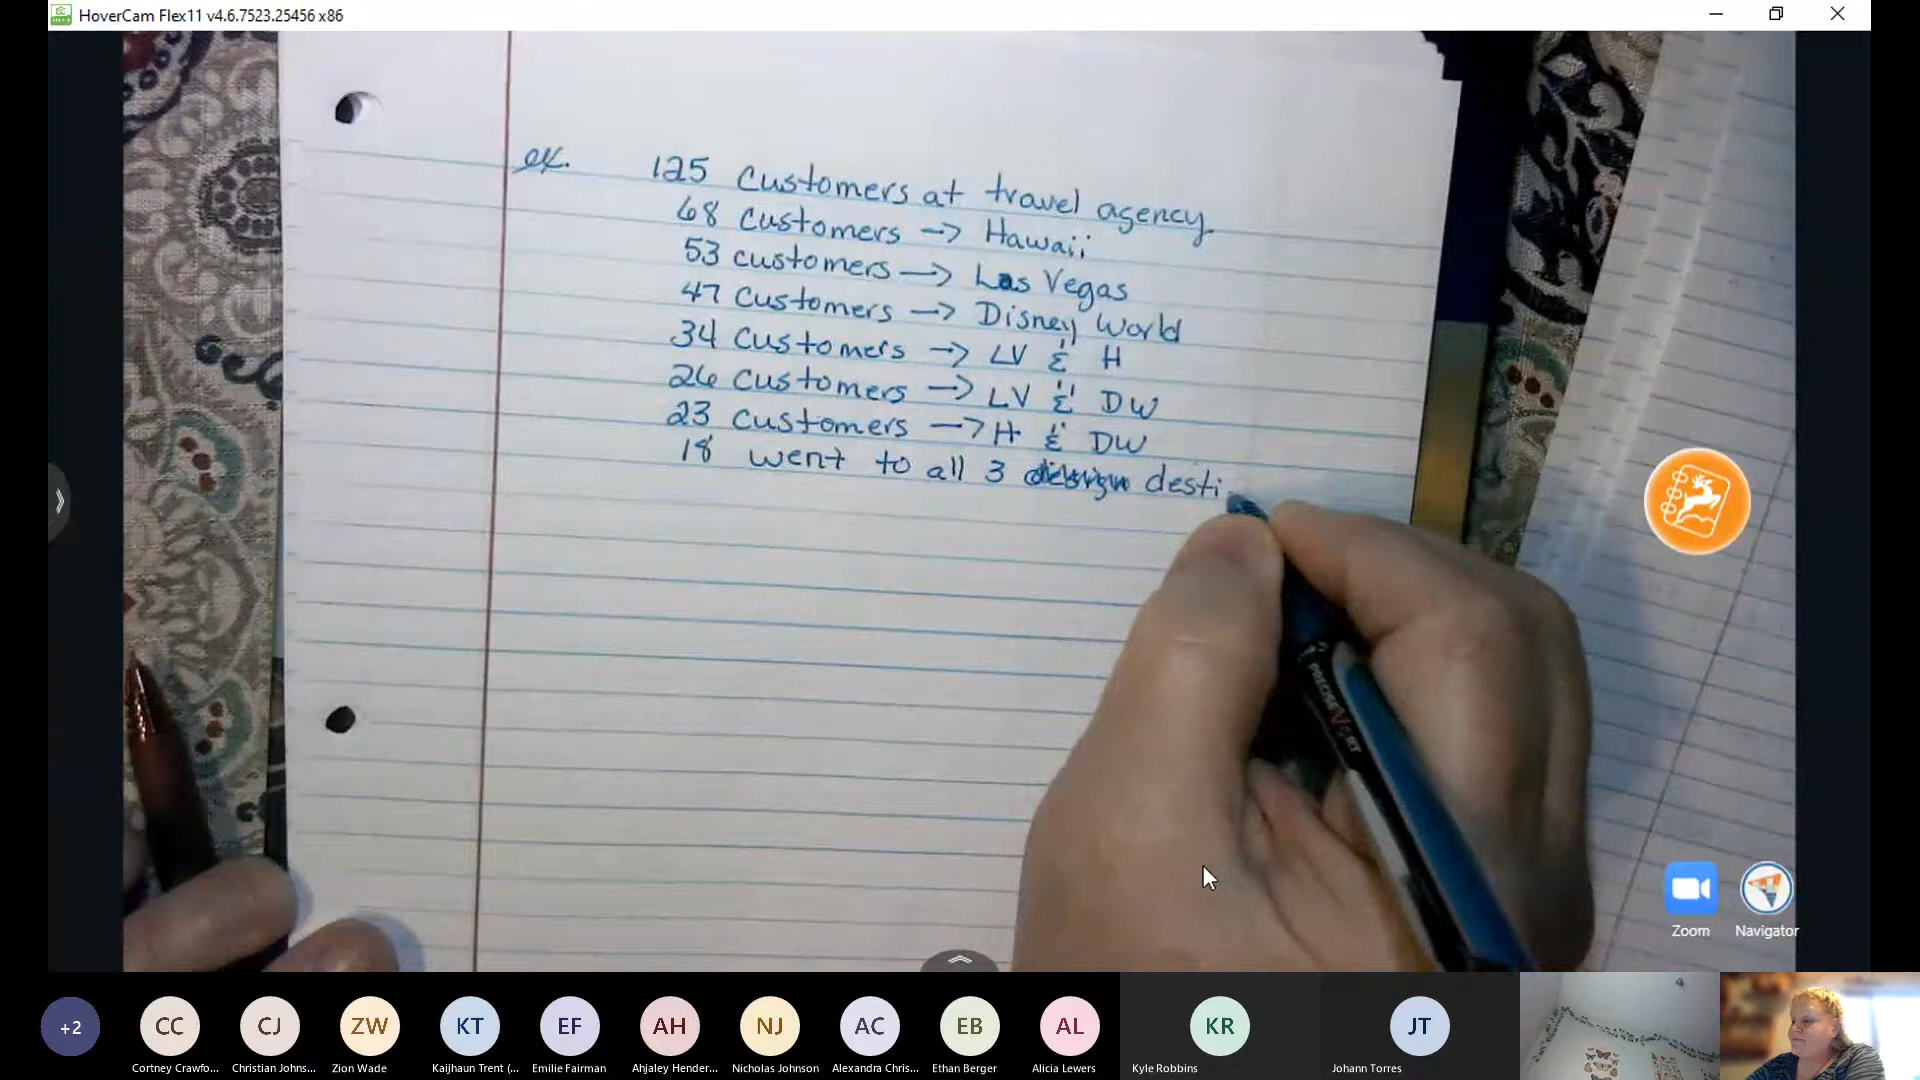 HoverCam Flex11 v4.6.7523.25456 x86
ex. 125 Customers at travel agency
68 customers → Hawaii
53 customers → Las Vegas
47 Customers → Disney World
34 Customers → LV & H
26 Customers → LV & DW
23 Customers → H & DW
18 went to all 3 desti
PRECISE V RT
Zoom
Navigator
+2
CC
CJ
ZW
KT
EF
AH
NJ
AC
EB
AL
KR
JT
Cortney Crawfo...
Christian Johns...
Zion Wade
Kaijhaun Trent (...
Emilie Fairman
Ahjaley Hender...
Nicholas Johnson
Alexandra Chris...
Ethan Berger
Alicia Lewers
Kyle Robbins
Johann Torres